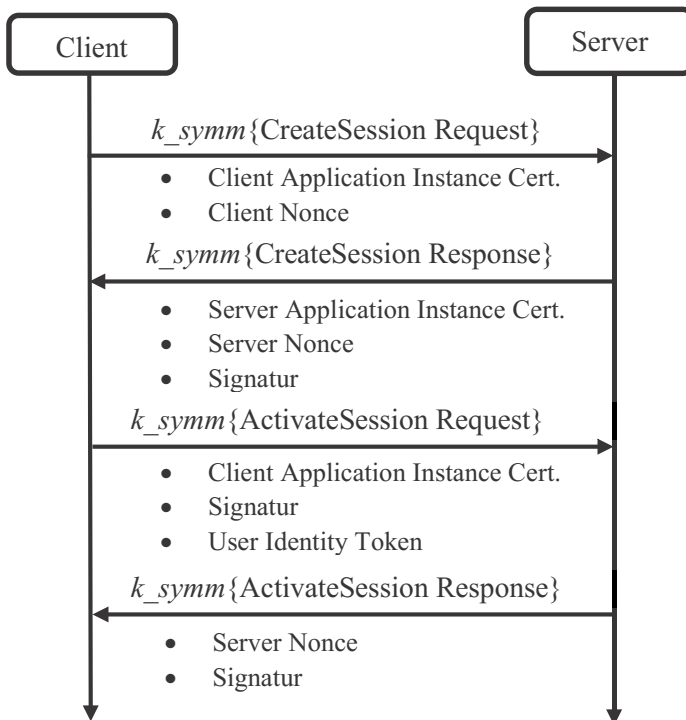 Client
Server
k_symm{CreateSession Request}
• Client Application Instance Cert.
• Client Nonce
k_symm{CreateSession Response}
• Server Application Instance Cert.
• Server Nonce
• Signatur
k_symm{ActivateSession Request}
• Client Application Instance Cert.
• Signatur
• User Identity Token
k_symm{ActivateSession Response}
• Server Nonce
• Signatur